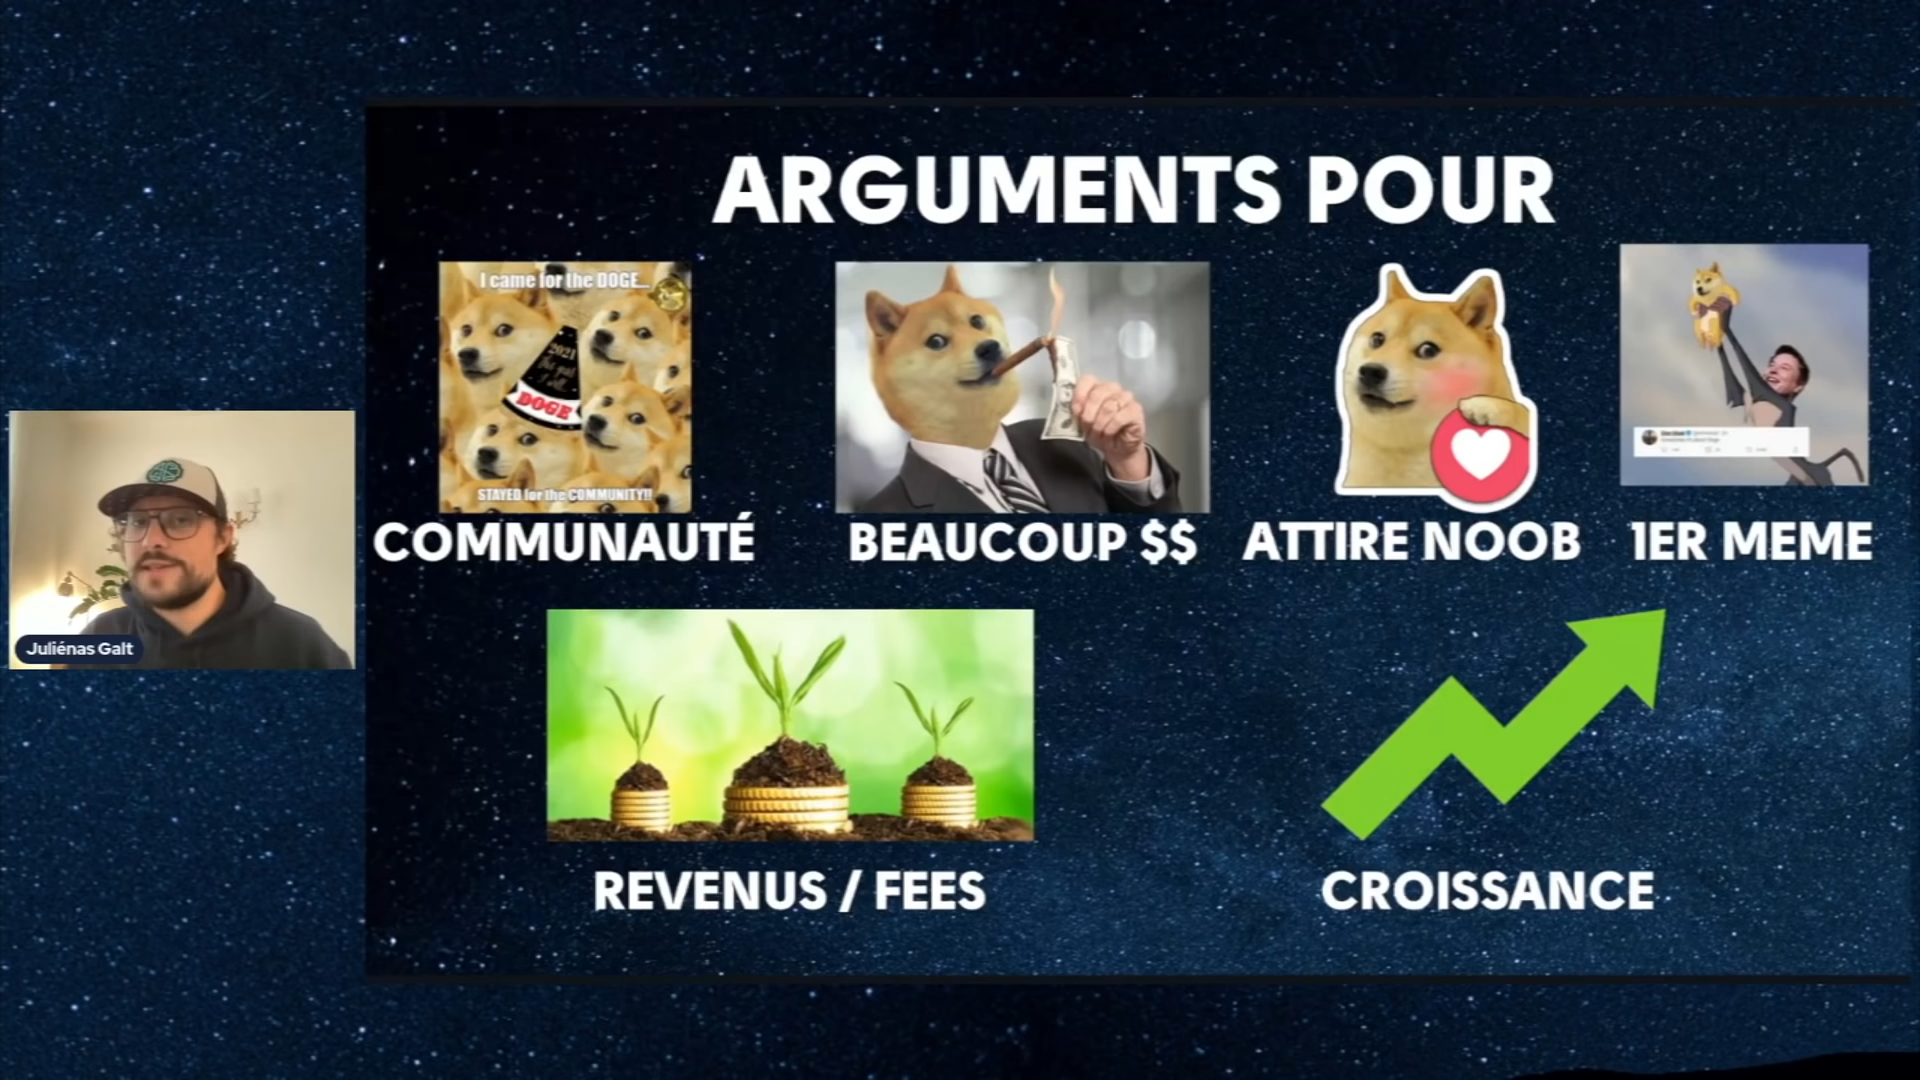 ARGUMENTS POUR
I came for the DOGE...
2021
DOGE
STAYED for the COMMUNITY!!
COMMUNAUTÉ
BEAUCOUP $$
ATTIRE NOOB
1ER MEME
Juliénas Galt
REVENUS / FEES
CROISSANCE